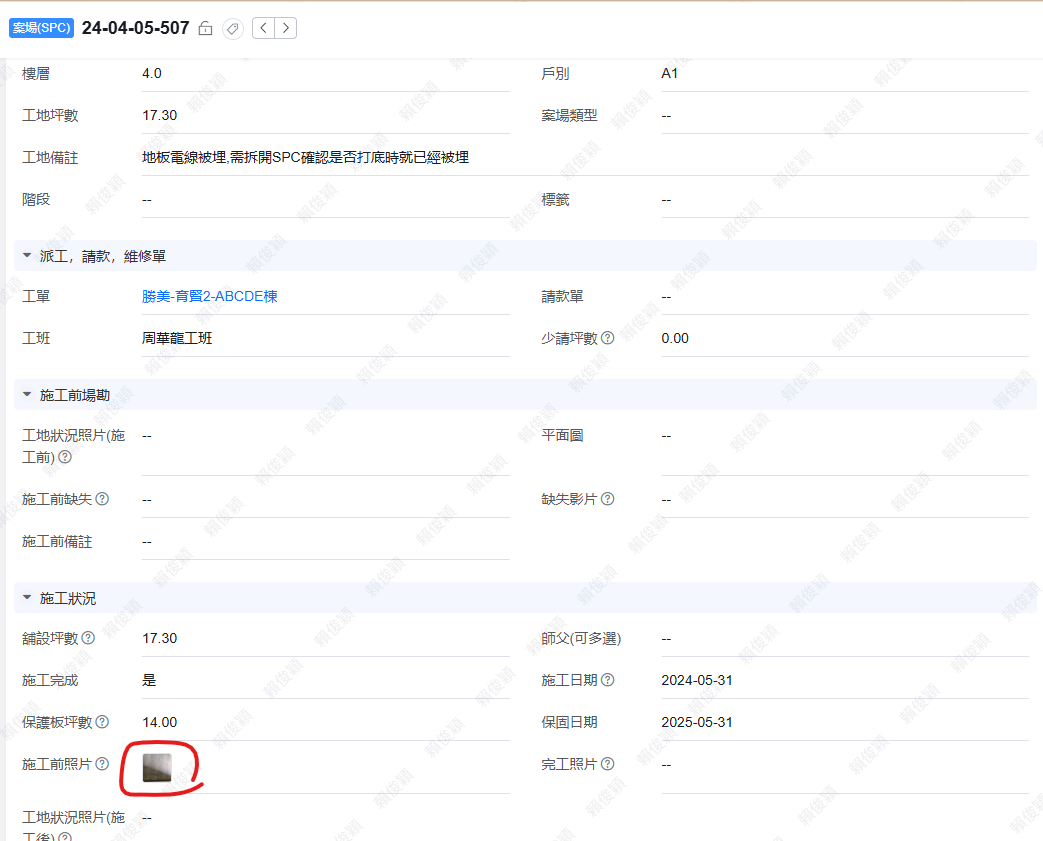 案場(SPC) 24-04-05-507
樓層 4.0 戶別 A1
工地坪數 17.30 案場類型 --
工地備註 地板電線被埋,需拆開SPC確認是否打底時就已經被埋
階段 -- 標籤 --
派工，請款，維修單
工單 勝美-育賢2-ABCDE棟 請款單 --
工班 周華龍工班 少請坪數 0.00
施工前場勘
工地狀況照片(施 -- 平面圖 --
工前)
施工前缺失 -- 缺失影片 --
施工前備註 --
施工狀況
舖設坪數 17.30 師父(可多選) --
施工完成 是 施工日期 2024-05-31
保護板坪數 14.00 保固日期 2025-05-31
施工前照片 完工照片 --
工地狀況照片(施 --
工後)
賴俊穎